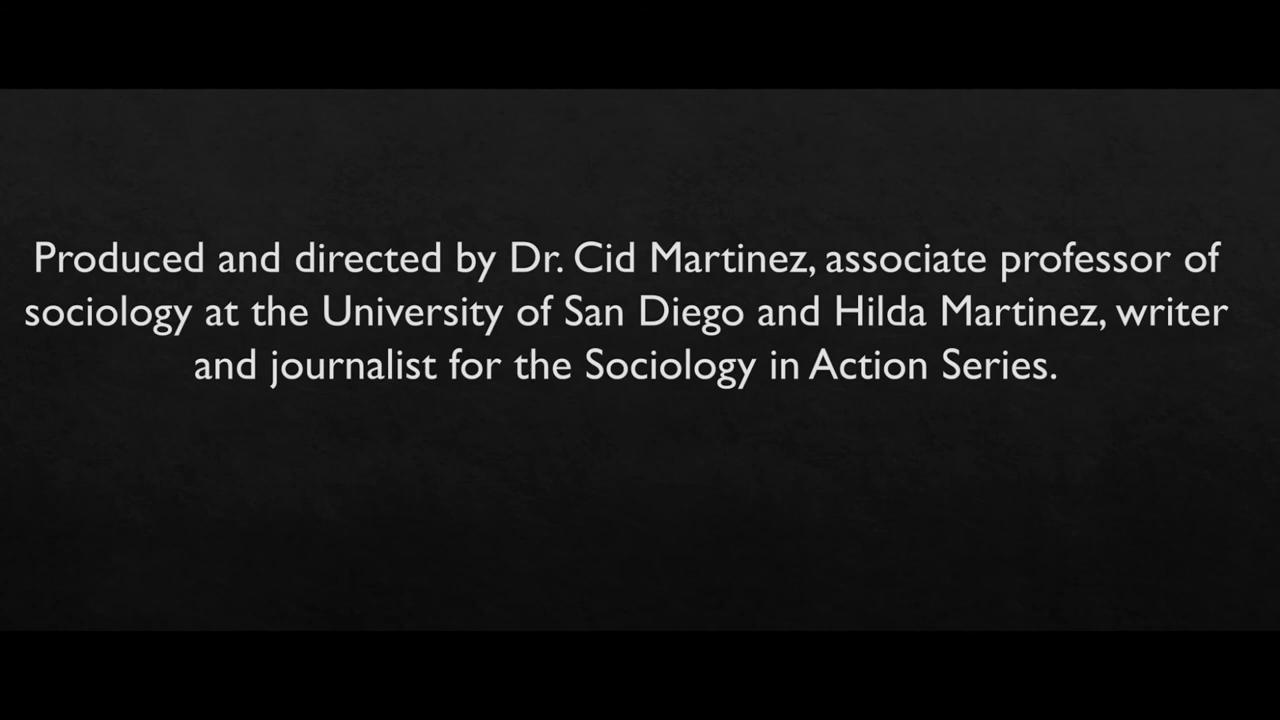 Produced and directed by Dr. Cid Martinez, associate professor of
sociology at the University of San Diego and Hilda Martinez, writer
and journalist for the Sociology in Action Series.